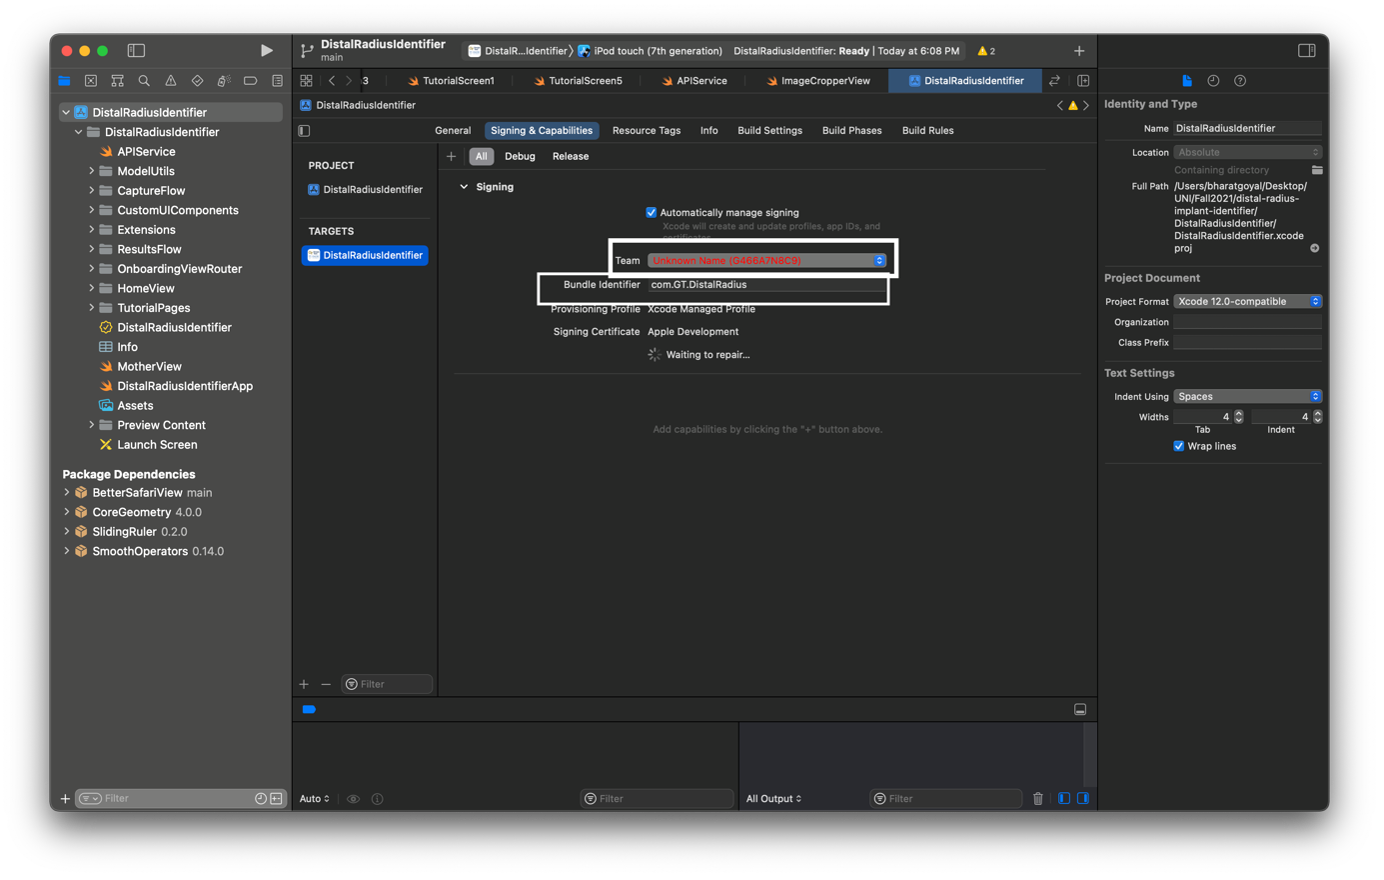 DistalRadiusIdentifier
main
DistalR...Identifier
iPod touch (7th generation)
DistalRadiusIdentifier: Ready | Today at 6:08 PM
2
3
TutorialScreen1
TutorialScreen5
APIService
ImageCropperView
DistalRadiusIdentifier
DistalRadiusIdentifier
DistalRadiusIdentifier
DistalRadiusIdentifier
APIService
ModelUtils
CaptureFlow
CustomUIComponents
Extensions
ResultsFlow
OnboardingViewRouter
HomeView
TutorialPages
DistalRadiusIdentifier
Info
MotherView
DistalRadiusIdentifierApp
Assets
Preview Content
Launch Screen
Package Dependencies
BetterSafariView main
CoreGeometry 4.0.0
SlidingRuler 0.2.0
SmoothOperators 0.14.0
Filter
General
Signing & Capabilities
Resource Tags
Info
Build Settings
Build Phases
Build Rules
PROJECT
DistalRadiusIdentifier
TARGETS
DistalRadiusIdentifier
Filter
All
Debug
Release
Signing
Automatically manage signing
Xcode will create and update profiles, app IDs, and
certificates.
Team Unknown Name (G466A7N8C9)
Bundle Identifier com.GT.DistalRadius
Provisioning Profile Xcode Managed Profile
Signing Certificate Apple Development
Waiting to repair...
Add capabilities by clicking the "+" button above.
Auto
Filter
All Output
Filter
Identity and Type
Name DistalRadiusIdentifier
Location Absolute
Containing directory
Full Path /Users/bharatgoyal/Desktop/
UNI/Fall2021/distal-radius-
implant-identifier/
DistalRadiusIdentifier/
DistalRadiusIdentifier.xcode
proj
Project Document
Project Format Xcode 12.0-compatible
Organization
Class Prefix
Text Settings
Indent Using Spaces
Widths 4 4
Tab Indent
Wrap lines